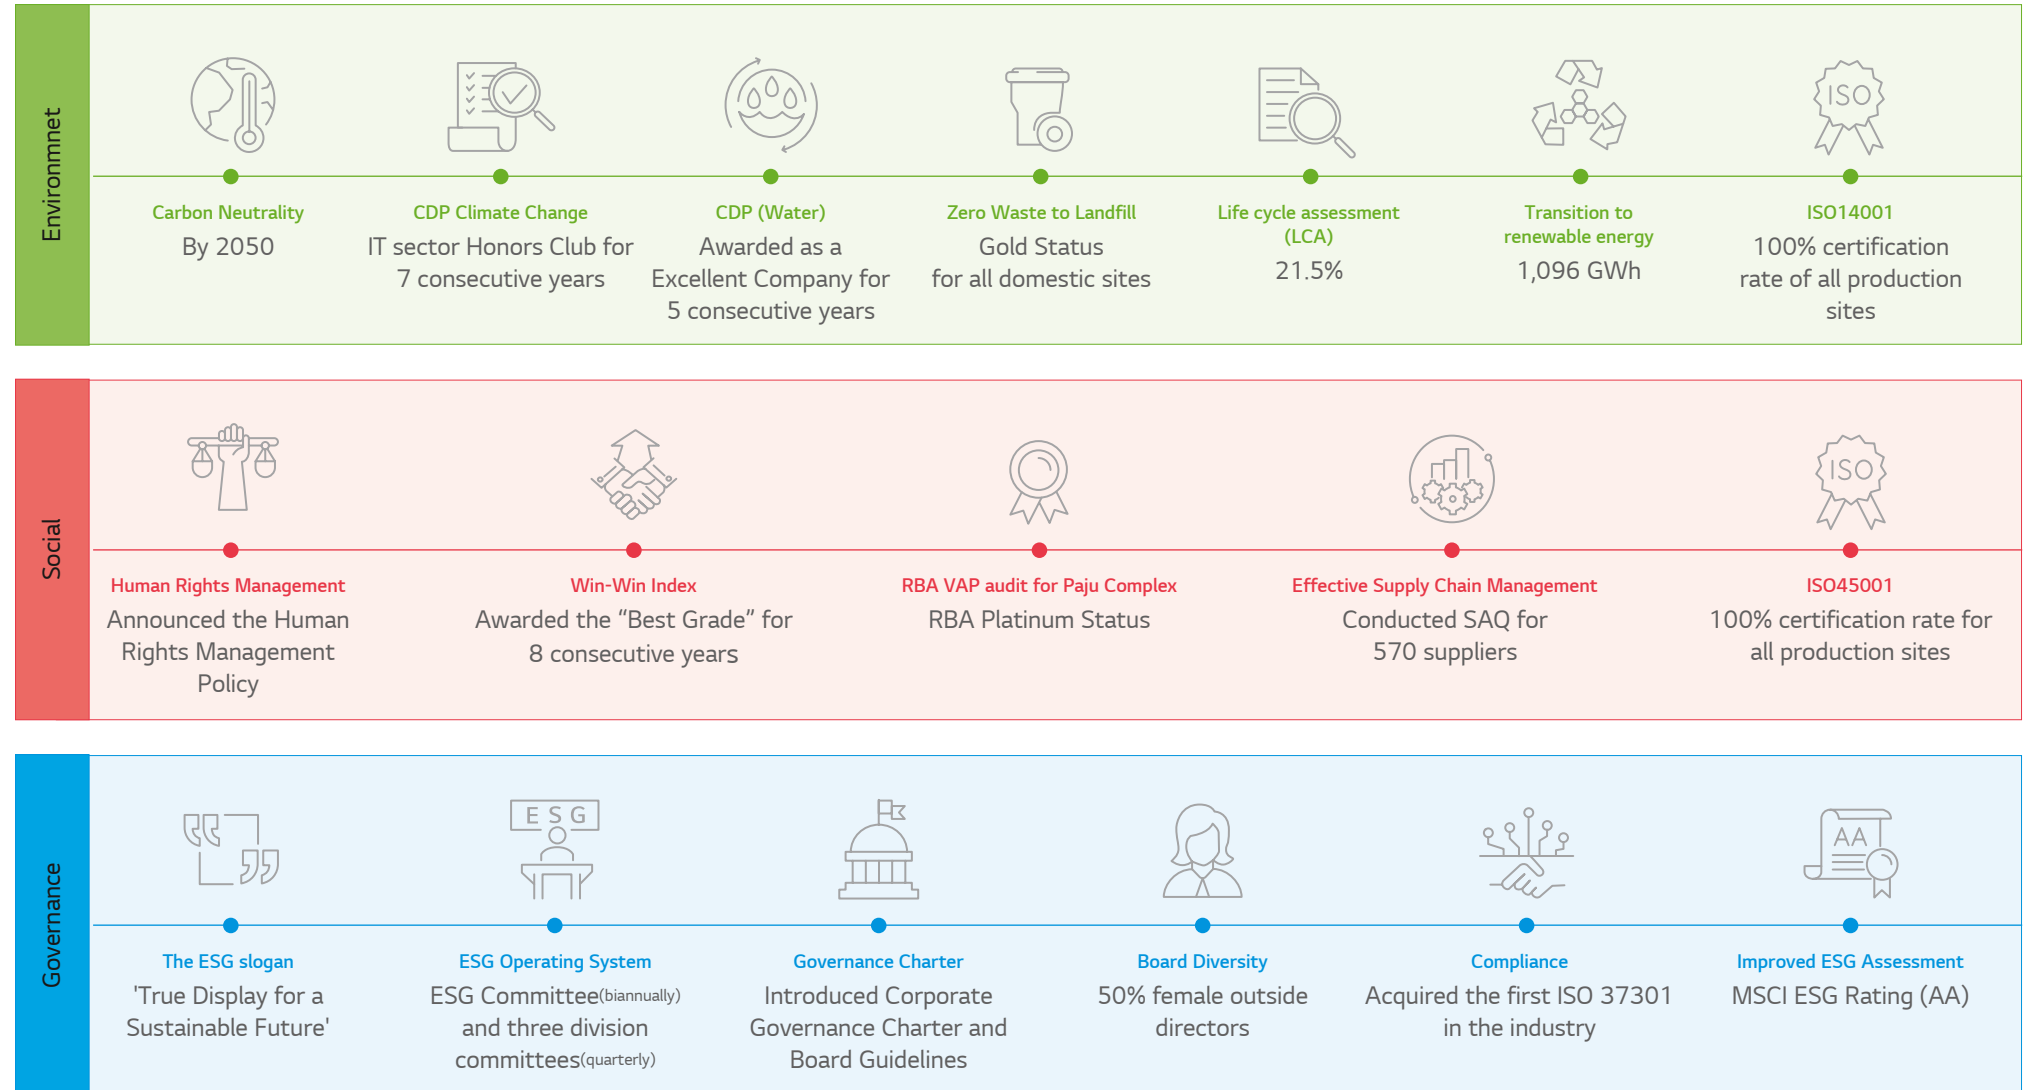 Environmnet
ISO
Carbon Neutrality
By 2050
CDP Climate Change
IT sector Honors Club for
7 consecutive years
CDP (Water)
Awarded as a
Excellent Company for
5 consecutive years
Zero Waste to Landfill
Gold Status
for all domestic sites
Life cycle assessment
(LCA)
21.5%
Transition to
renewable energy
1,096 GWh
ISO14001
100% certification
rate of all production
sites
Social
ISO
Human Rights Management
Announced the Human
Rights Management
Policy
Win-Win Index
Awarded the “Best Grade” for
8 consecutive years
RBA VAP audit for Paju Complex
RBA Platinum Status
Effective Supply Chain Management
Conducted SAQ for
570 suppliers
ISO45001
100% certification rate for
all production sites
Governance
E S G
AA
The ESG slogan
'True Display for a
Sustainable Future'
ESG Operating System
ESG Committee(biannually)
and three division
committees(quarterly)
Governance Charter
Introduced Corporate
Governance Charter and
Board Guidelines
Board Diversity
50% female outside
directors
Compliance
Acquired the first ISO 37301
in the industry
Improved ESG Assessment
MSCI ESG Rating (AA)